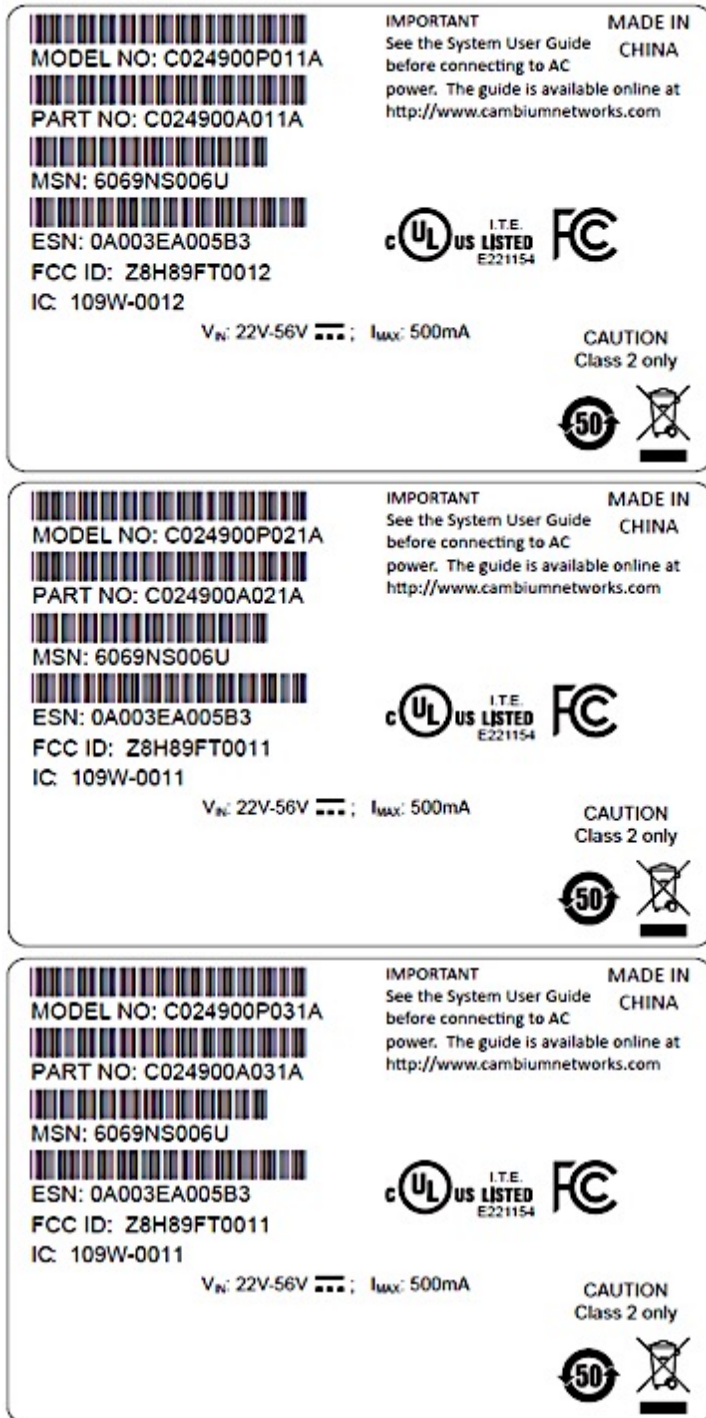 MODEL NO: C024900P011A
PART NO: C024900A011A
MSN: 6069NS006U
ESN: 0A003EA005B3
FCC ID: Z8H89FT0012
IC: 109W-0012
IMPORTANT
See the System User Guide
before connecting to AC
power. The guide is available online at
http://www.cambiumnetworks.com
MADE IN
CHINA
C UL US I.T.E.
LISTED
E221154
FC
VIN: 22V-56V ; IMAX: 500mA
CAUTION
Class 2 only
50
MODEL NO: C024900P021A
PART NO: C024900A021A
MSN: 6069NS006U
ESN: 0A003EA005B3
FCC ID: Z8H89FT0011
IC: 109W-0011
IMPORTANT
See the System User Guide
before connecting to AC
power. The guide is available online at
http://www.cambiumnetworks.com
MADE IN
CHINA
C UL US I.T.E.
LISTED
E221154
FC
VIN: 22V-56V ; IMAX: 500mA
CAUTION
Class 2 only
50
MODEL NO: C024900P031A
PART NO: C024900A031A
MSN: 6069NS006U
ESN: 0A003EA005B3
FCC ID: Z8H89FT0011
IC: 109W-0011
IMPORTANT
See the System User Guide
before connecting to AC
power. The guide is available online at
http://www.cambiumnetworks.com
MADE IN
CHINA
C UL US I.T.E.
LISTED
E221154
FC
VIN: 22V-56V ; IMAX: 500mA
CAUTION
Class 2 only
50